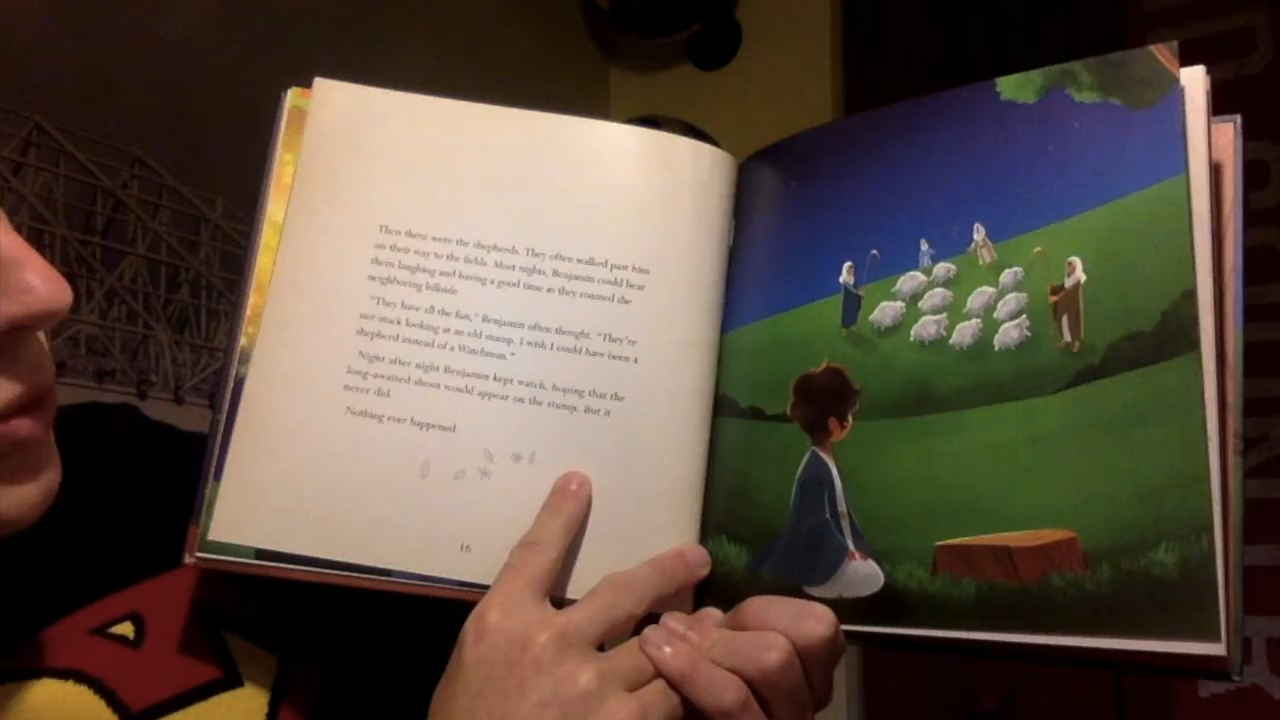 Then there were the shepherds. They often walked past him
on their way to the fields. Most nights, Benjamin could hear
them laughing and having a good time as they roamed the
neighboring hillside.
"They have all the fun," Benjamin often thought. "They're
not stuck looking at an old stump. I wish I could have been a
shepherd instead of a Watchman."
Night after night Benjamin kept watch, hoping that the
long-awaited shoot would appear on the stump. But it
never did.
Nothing ever happened.
16